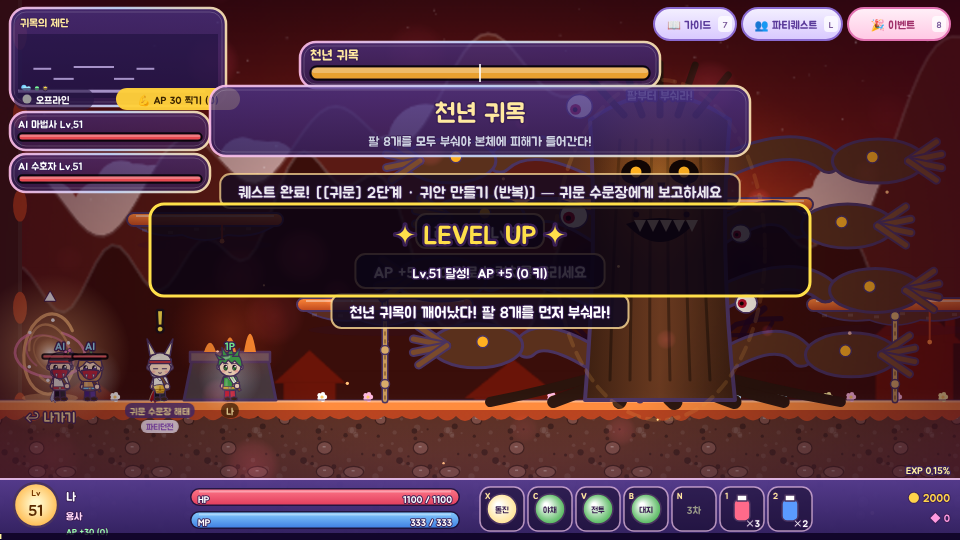 귀목의 제단
오프라인
AP 30 찍기
AI 마법사 Lv.51
AI 수호자 Lv.51
천년 귀목
📖 가이드 7
👥 파티퀘스트 L
🎉 이벤트 8
천년 귀목
팔 8개를 모두 부숴야 본체에 피해가 들어간다!
퀘스트 완료! [[귀문] 2단계 · 귀안 만들기 (반복)] — 귀문 수문장에게 보고하세요
✦ LEVEL UP ✦
Lv.51 달성! AP +5 (0 키)
천년 귀목이 깨어났다! 팔 8개를 먼저 부숴라!
AI
AI
!
1P
귀문 수문장 해태
파티던전
나
나가기
EXP 0.15%
Lv
51
나
용사
AP +30 (0)
HP 1100 / 1100
MP 333 / 333
X 돌진
C 야채
V 전투
B 대지
N 3차
1 ×3
2 ×2
2000
0